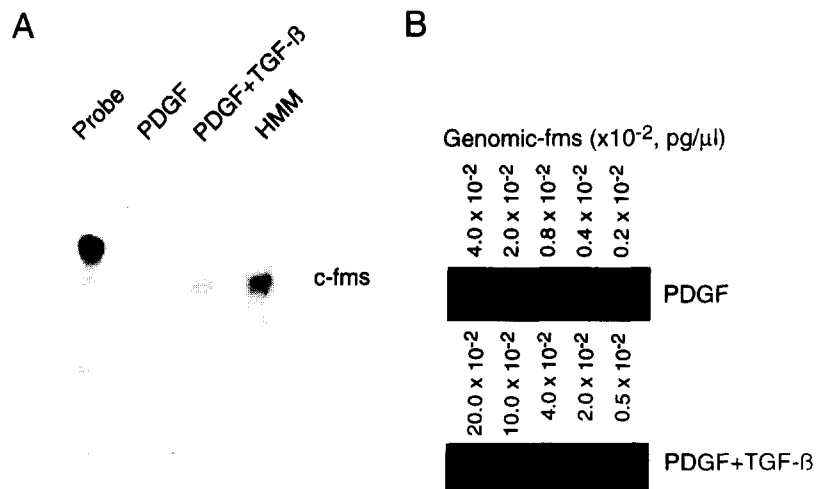 A
Probe
PDGF
PDGF+TGF-ß
HMM
c-fms
B
Genomic-fms (x10-2, pg/µl)
4.0 x 10-2
2.0 x 10-2
0.8 x 10-2
0.4 x 10-2
0.2 x 10-2
PDGF
20.0 x 10-2
10.0 x 10-2
4.0 x 10-2
2.0 x 10-2
0.5 x 10-2
PDGF+TGF-ß